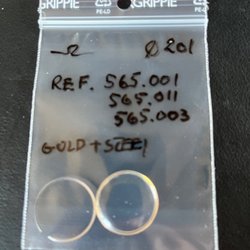 GRIPPIE PE-LD GRIPPIE
Ø 201
REF. 565.001
565.011
565.003
GOLD + STEEL